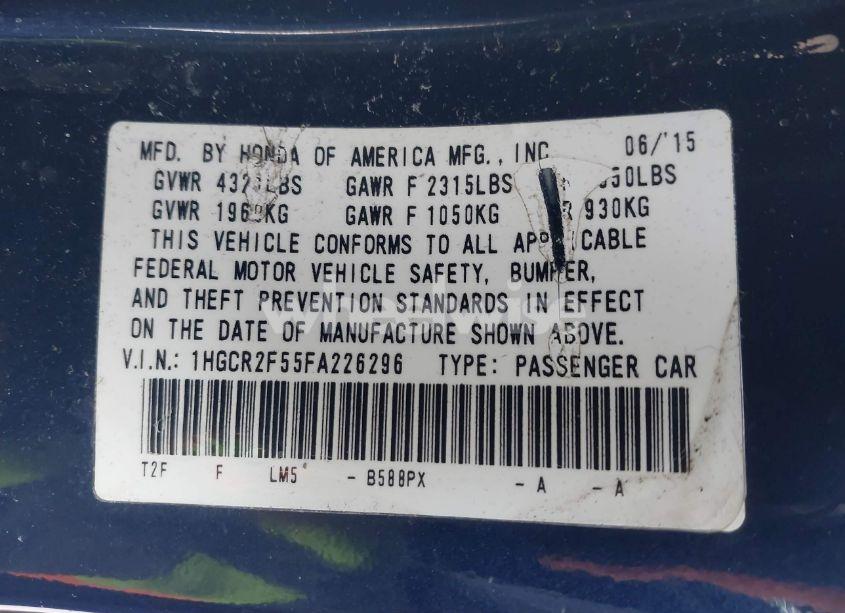 MFD. BY HONDA OF AMERICA MFG., INC 06/'15
GVWR GAWR F 2315LBS
GVWR GAWR F 1050KG R 930KG
THIS VEHICLE CONFORMS TO ALL APPLICABLE
FEDERAL MOTOR VEHICLE SAFETY, BUMPER,
AND THEFT PREVENTION STANDARDS IN EFFECT
ON THE DATE OF MANUFACTURE SHOWN ABOVE.
V.I.N.: 1HGCR2F55FA226296 TYPE: PASSENGER CAR
T2F F LM5 - B588PX - A - A